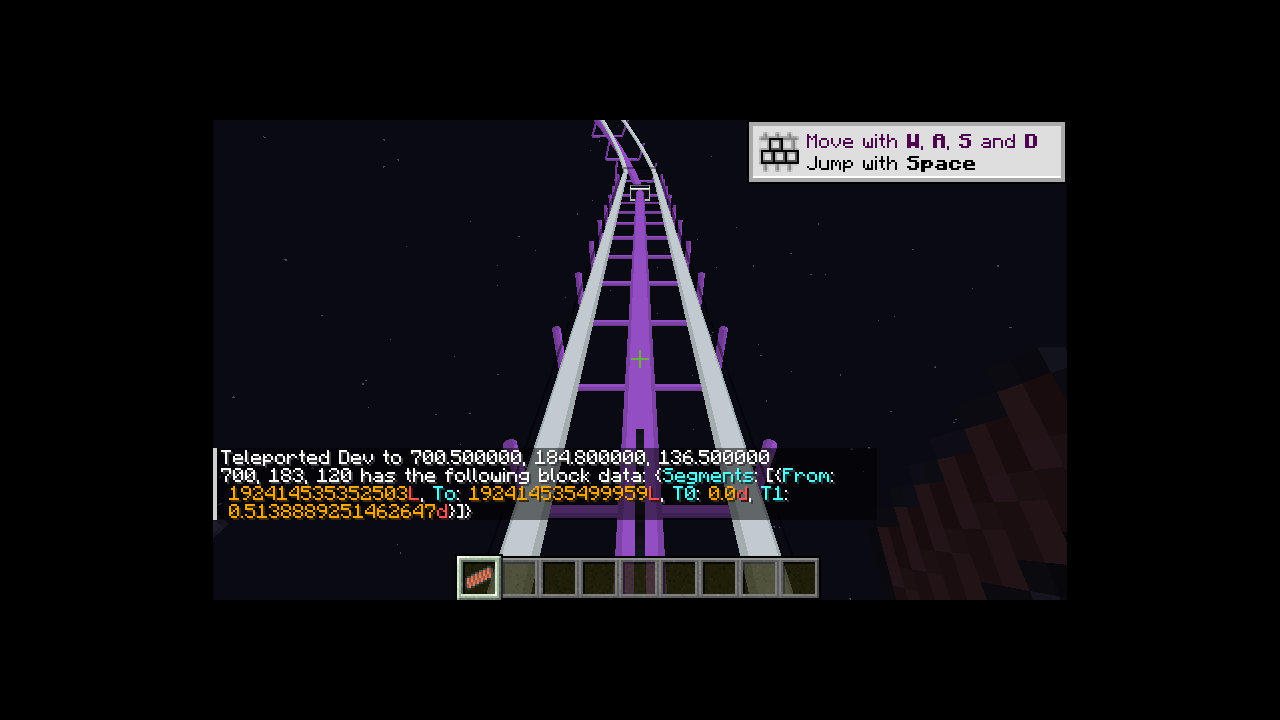 Move with W, A, S and D
Jump with Space
Teleported Dev to 700.500000, 184.800000, 136.500000
700, 183, 120 has the following block data: {Segments: [{From:
192414535352503L, To: 192414535499959L, T0: 0.0d, T1:
0.5138889251462647d}]}